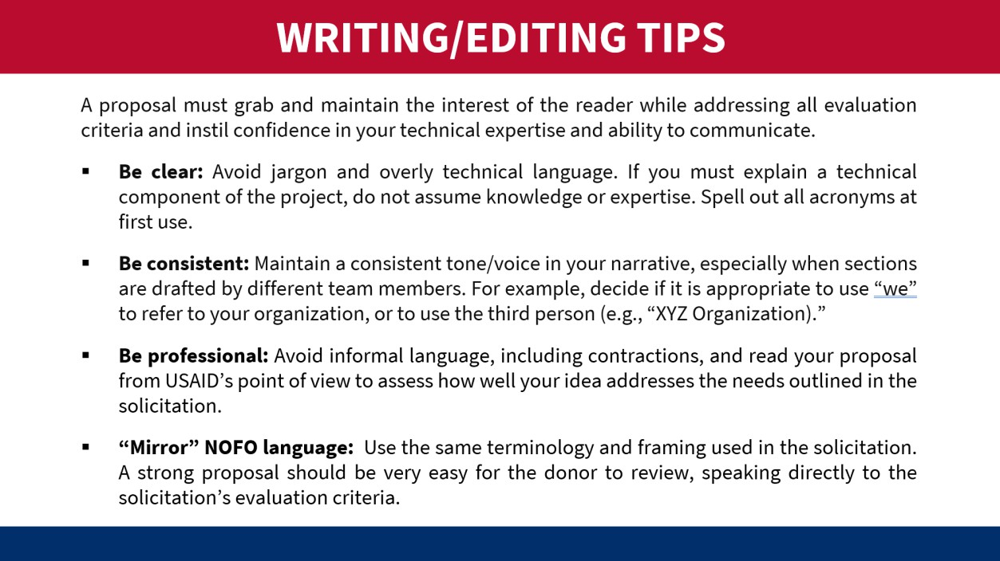 WRITING/EDITING TIPS
A proposal must grab and maintain the interest of the reader while addressing all evaluation
criteria and instil confidence in your technical expertise and ability to communicate.
▪ Be clear: Avoid jargon and overly technical language. If you must explain a technical
component of the project, do not assume knowledge or expertise. Spell out all acronyms at
first use.
▪ Be consistent: Maintain a consistent tone/voice in your narrative, especially when sections
are drafted by different team members. For example, decide if it is appropriate to use “we”
to refer to your organization, or to use the third person (e.g., “XYZ Organization).”
▪ Be professional: Avoid informal language, including contractions, and read your proposal
from USAID’s point of view to assess how well your idea addresses the needs outlined in the
solicitation.
▪ “Mirror” NOFO language: Use the same terminology and framing used in the solicitation.
A strong proposal should be very easy for the donor to review, speaking directly to the
solicitation’s evaluation criteria.